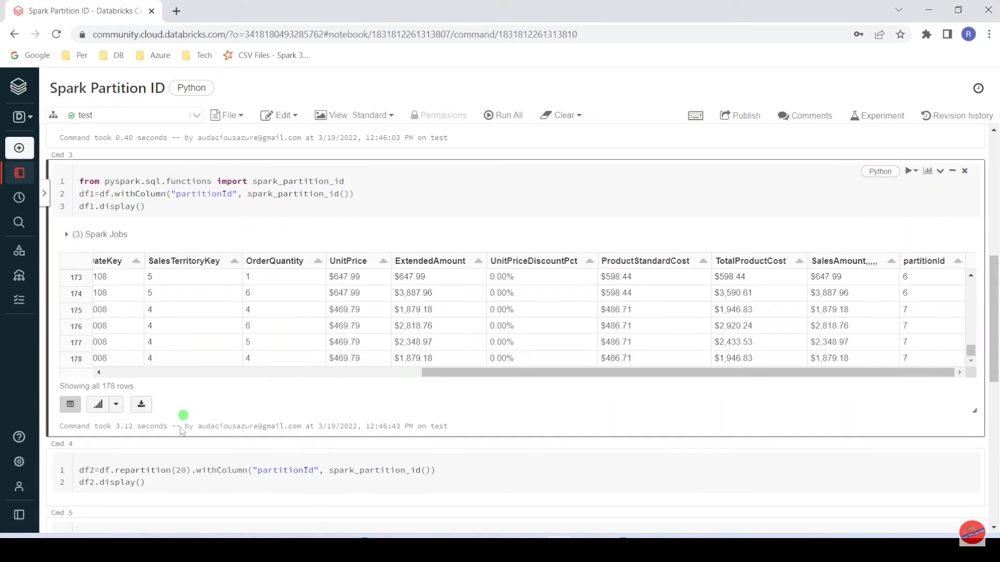 Spark Partition ID - Databricks Co
community.cloud.databricks.com/?o=3418180493285762#notebook/1831812261313807/command/1831812261313810
R
Google Per DB Azure Tech CSV Files - Spark 3....
Spark Partition ID Python
test File Edit View: Standard Permissions Run All Clear Publish Comments Experiment Revision history
D
Command took 0.40 seconds -- by audaciousazure@gmail.com at 3/19/2022, 12:46:03 PM on test
Cmd 3
Python
1 from pyspark.sql.functions import spark_partition_id
2 df1=df.withColumn("partitionId", spark_partition_id())
3 df1.display()
(3) Spark Jobs
DateKey SalesTerritoryKey OrderQuantity UnitPrice ExtendedAmount UnitPriceDiscountPct ProductStandardCost TotalProductCost SalesAmount,,,,, partitionId
173 108 5 1 $647.99 $647.99 0.00% $598.44 $598.44 $647.99 6
174 108 5 6 $647.99 $3,887.96 0.00% $598.44 $3,590.61 $3,887.96 6
175 008 4 4 $469.79 $1,879.18 0.00% $486.71 $1,946.83 $1,879.18 7
176 008 4 6 $469.79 $2,818.76 0.00% $486.71 $2,920.24 $2,818.76 7
177 008 4 5 $469.79 $2,348.97 0.00% $486.71 $2,433.53 $2,348.97 7
178 008 4 4 $469.79 $1,879.18 0.00% $486.71 $1,946.83 $1,879.18 7
Showing all 178 rows.
Command took 3.12 seconds -- by audaciousazure@gmail.com at 3/19/2022, 12:46:43 PM on test
Cmd 4
1 df2=df.repartition(20).withColumn("partitionId", spark_partition_id())
2 df2.display()
Cmd 5